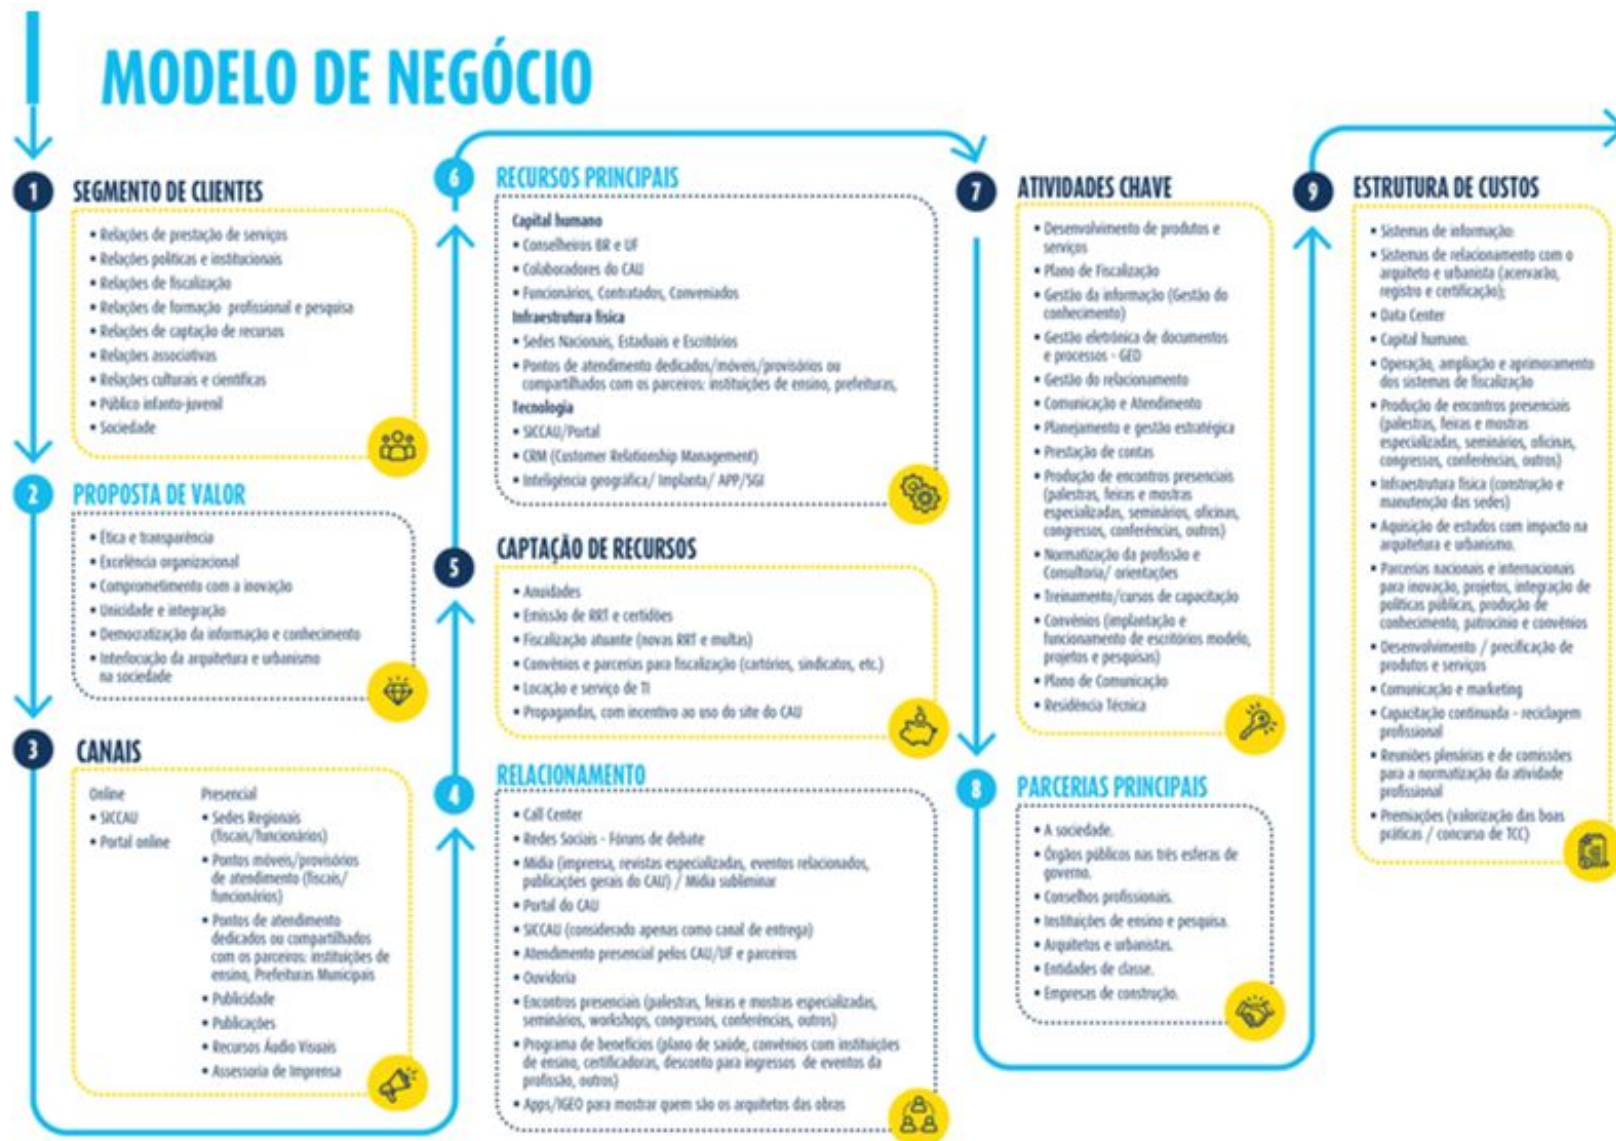 MODELO DE NEGÓCIO
1
SEGMENTO DE CLIENTES
• Relações de prestação de serviços
• Relações políticas e institucionais
• Relações de fiscalização
• Relações de formação profissional e pesquisa
• Relações de captação de recursos
• Relações associativas
• Relações culturais e científicas
• Público infanto-juvenil
• Sociedade
2
PROPOSTA DE VALOR
• Ética e transparência
• Excelência organizacional
• Comprometimento com a inovação
• Unicidade e integração
• Democratização da informação e conhecimento
• Interlocução da arquitetura e urbanismo
na sociedade
3
CANAIS
Online
• SICCAU
• Portal online
Presencial
• Sedes Regionais
(fiscais/funcionários)
• Pontos móveis/provisórios
de atendimento (fiscais/
funcionários)
• Pontos de atendimento
dedicados ou compartilhados
com os parceiros: instituições de
ensino, Prefeituras Municipais
• Publicidade
• Publicações
• Recursos Áudio Visuais
• Assessoria de Imprensa
4
RELACIONAMENTO
• Call Center
• Redes Sociais - Fóruns de debate
• Mídia (imprensa, revistas especializadas, eventos relacionados,
publicações gerais do CAU) / Mídia subliminar
• Portal do CAU
• SICCAU (considerado apenas como canal de entrega)
• Atendimento presencial pelos CAU/UF e parceiros
• Ouvidoria
• Encontros presenciais (palestras, feiras e mostras especializadas,
seminários, workshops, congressos, conferências, outros)
• Programa de benefícios (plano de saúde, convênios com instituições
de ensino, certificadoras, desconto para ingressos de eventos da
profissão, outros)
• Apps/IGEO para mostrar quem são os arquitetos das obras
5
CAPTAÇÃO DE RECURSOS
• Anuidades
• Emissão de RRT e certidões
• Fiscalização atuante (novas RRT e multas)
• Convênios e parcerias para fiscalização (cartórios, sindicatos, etc.)
• Locação e serviço de TI
• Propagandas, com incentivo ao uso do site do CAU
6
RECURSOS PRINCIPAIS
Capital humano
• Conselheiros BR e UF
• Colaboradores do CAU
• Funcionários, Contratados, Conveniados
Infraestrutura física
• Sedes Nacionais, Estaduais e Escritórios
• Pontos de atendimento dedicados/móveis/provisórios ou
compartilhados com os parceiros: instituições de ensino, prefeituras,
Tecnologia
• SICCAU/Portal
• CRM (Customer Relationship Management)
• Inteligência geográfica/ Implanta/ APP/SGI
7
ATIVIDADES CHAVE
• Desenvolvimento de produtos e
serviços
• Plano de Fiscalização
• Gestão da informação (Gestão do
conhecimento)
• Gestão eletrônica de documentos
e processos - GED
• Gestão do relacionamento
• Comunicação e Atendimento
• Planejamento e gestão estratégica
• Prestação de contas
• Produção de encontros presenciais
(palestras, feiras e mostras
especializadas, seminários, oficinas,
congressos, conferências, outros)
• Normatização da profissão e
Consultoria/ orientações
• Treinamento/cursos de capacitação
• Convênios (implantação e
funcionamento de escritórios modelo,
projetos e pesquisas)
• Plano de Comunicação
• Residência Técnica
8
PARCERIAS PRINCIPAIS
• A sociedade.
• Órgãos públicos nas três esferas de
governo.
• Conselhos profissionais.
• Instituições de ensino e pesquisa.
• Arquitetos e urbanistas.
• Entidades de classe.
• Empresas de construção.
9
ESTRUTURA DE CUSTOS
• Sistemas de informação:
• Sistemas de relacionamento com o
arquiteto e urbanista (acervarão,
registro e certificação);
• Data Center
• Capital humano.
• Operação, ampliação e aprimoramento
dos sistemas de fiscalização
• Produção de encontros presenciais
(palestras, feiras e mostras
especializadas, seminários, oficinas,
congressos, conferências, outros)
• Infraestrutura física (construção e
manutenção das sedes)
• Aquisição de estudos com impacto na
arquitetura e urbanismo.
• Parcerias nacionais e internacionais
para inovação, projetos, integração de
políticas públicas, produção de
conhecimento, patrocínio e convênios
• Desenvolvimento / precificação de
produtos e serviços
• Comunicação e marketing
• Capacitação continuada - reciclagem
profissional
• Reuniões plenárias e de comissões
para a normatização da atividade
profissional
• Premiações (valorização das boas
práticas / concurso de TCC)